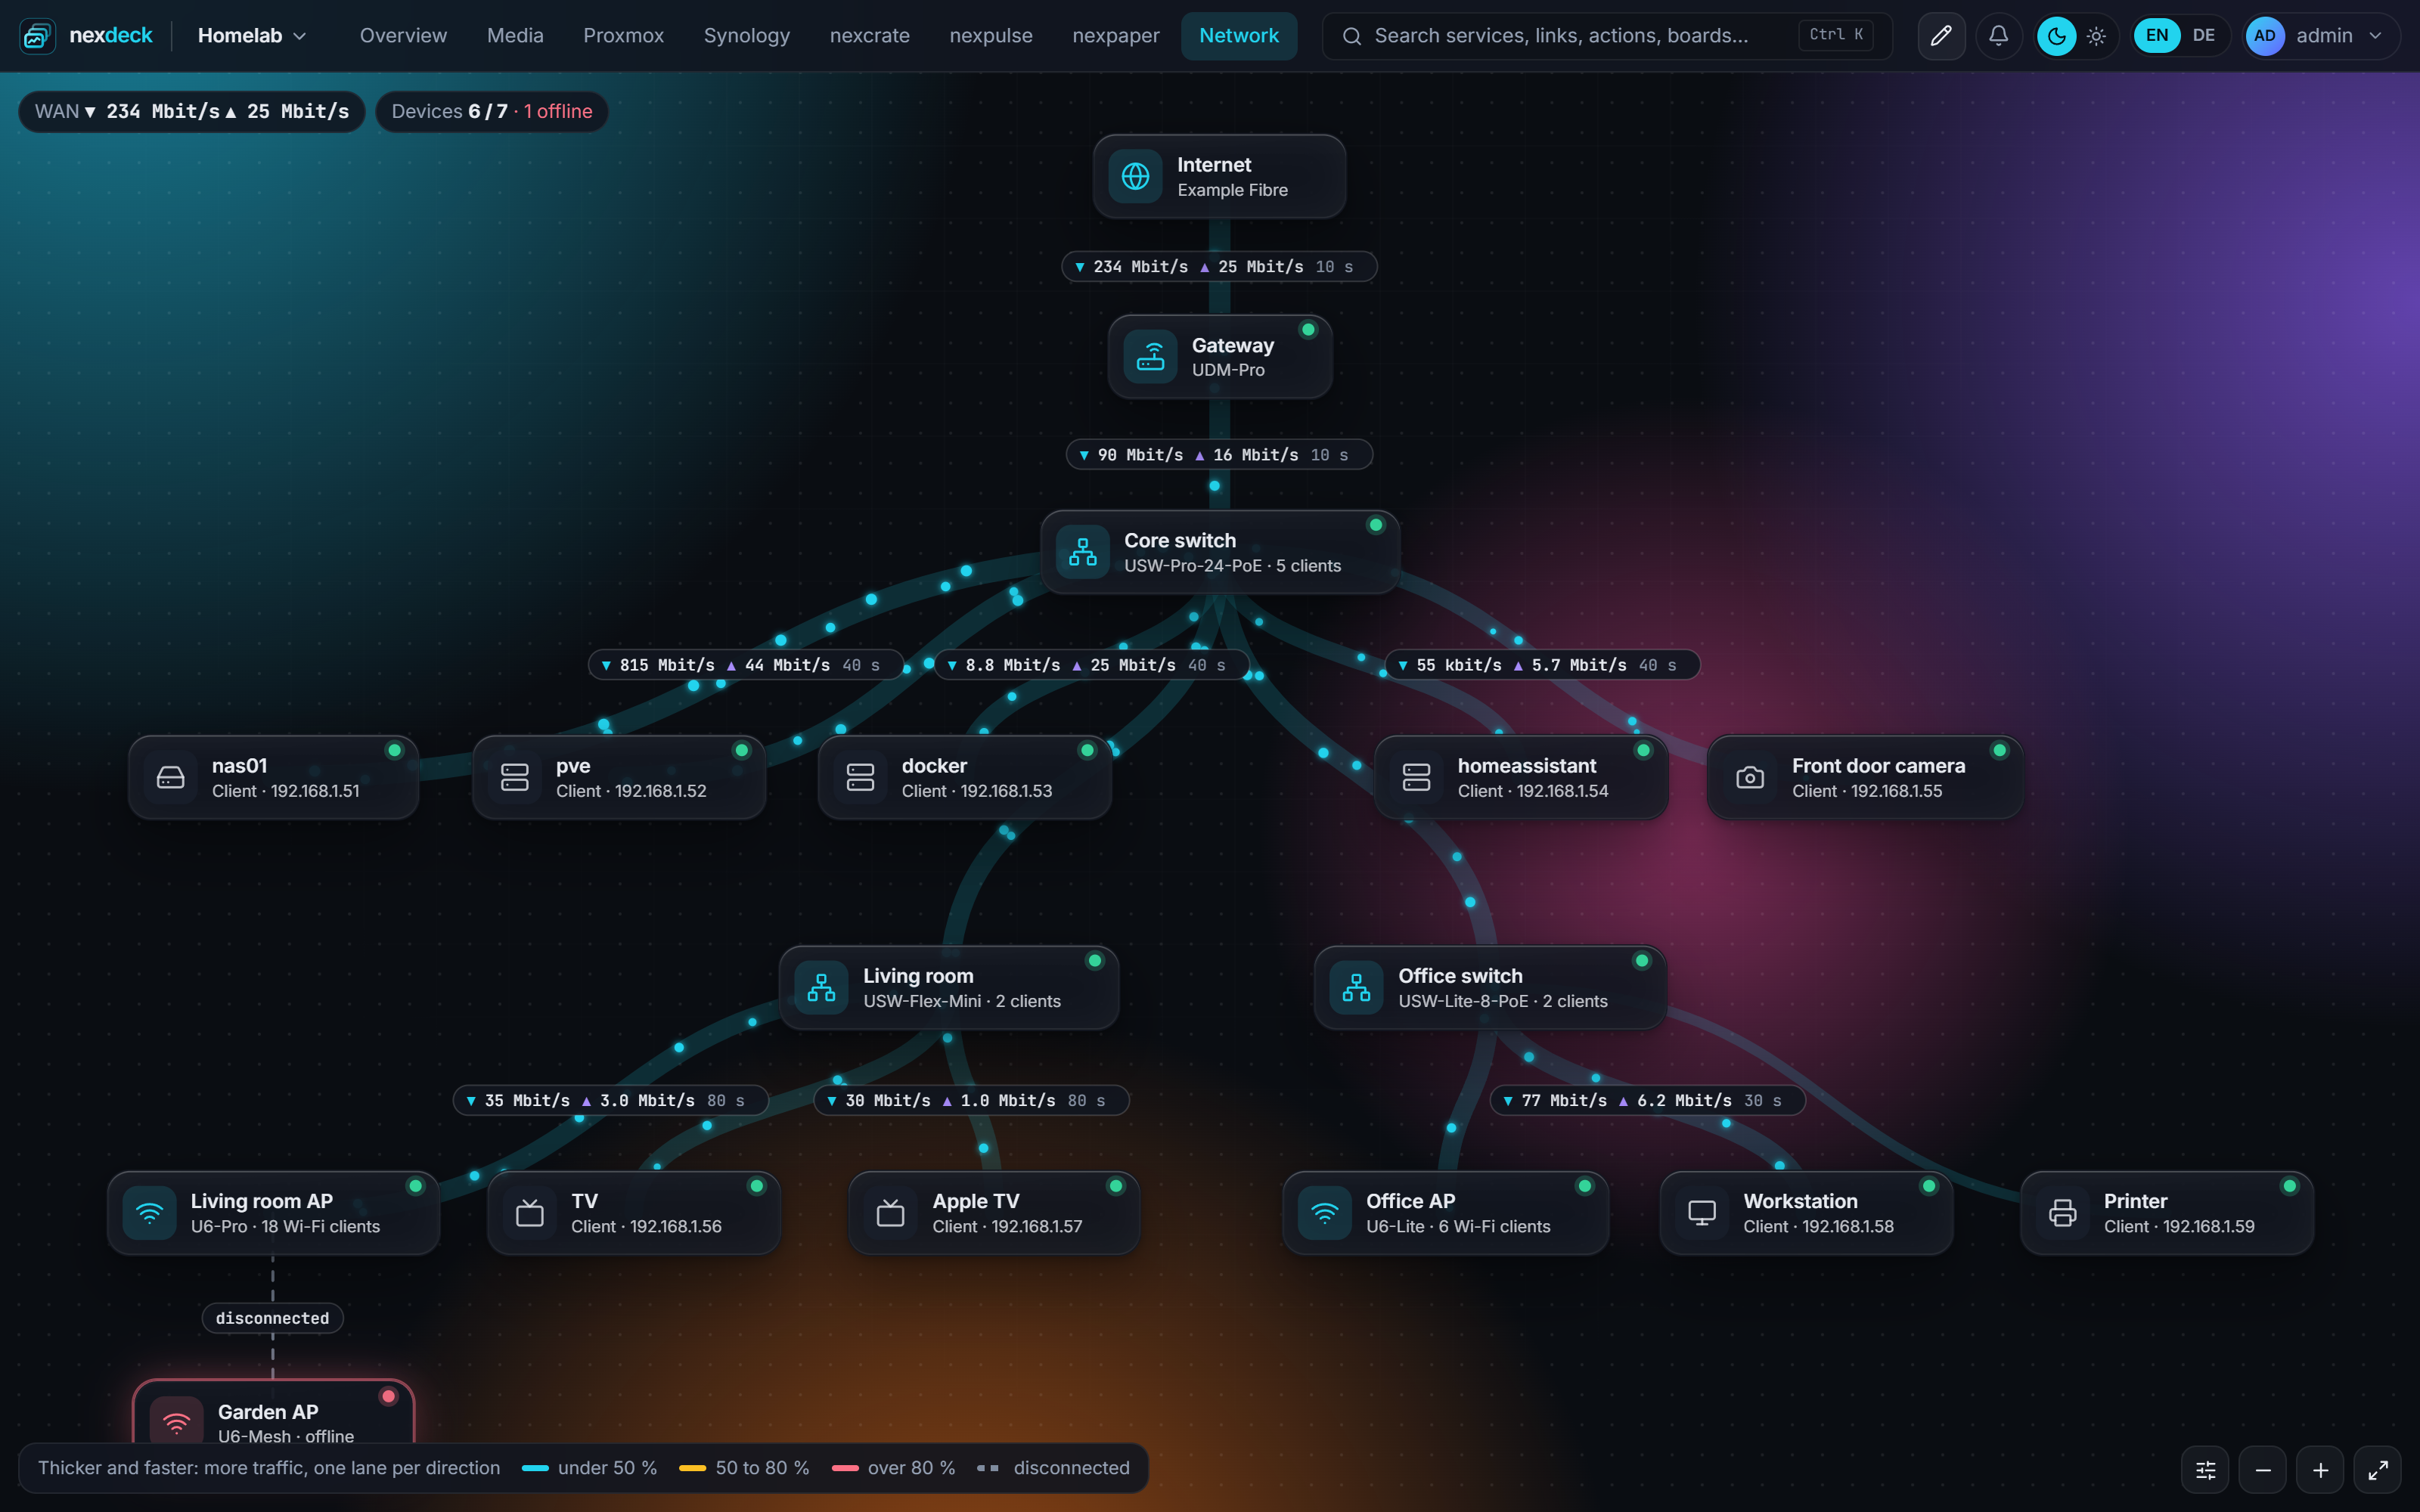 nexdeck Homelab Overview Media Proxmox Synology nexcrate nexpulse nexpaper Network Search services, links, actions, boards... Ctrl K EN DE AD admin
WAN ▼ 234 Mbit/s ▲ 25 Mbit/s Devices 6 / 7 · 1 offline
Internet
Example Fibre
▼ 234 Mbit/s ▲ 25 Mbit/s 10 s
Gateway
UDM-Pro
▼ 90 Mbit/s ▲ 16 Mbit/s 10 s
Core switch
USW-Pro-24-PoE · 5 clients
▼ 815 Mbit/s ▲ 44 Mbit/s 40 s
▼ 8.8 Mbit/s ▲ 25 Mbit/s 40 s
▼ 55 kbit/s ▲ 5.7 Mbit/s 40 s
nas01
Client · 192.168.1.51
pve
Client · 192.168.1.52
docker
Client · 192.168.1.53
homeassistant
Client · 192.168.1.54
Front door camera
Client · 192.168.1.55
Living room
USW-Flex-Mini · 2 clients
Office switch
USW-Lite-8-PoE · 2 clients
▼ 35 Mbit/s ▲ 3.0 Mbit/s 80 s
▼ 30 Mbit/s ▲ 1.0 Mbit/s 80 s
▼ 77 Mbit/s ▲ 6.2 Mbit/s 30 s
Living room AP
U6-Pro · 18 Wi-Fi clients
TV
Client · 192.168.1.56
Apple TV
Client · 192.168.1.57
Office AP
U6-Lite · 6 Wi-Fi clients
Workstation
Client · 192.168.1.58
Printer
Client · 192.168.1.59
disconnected
Garden AP
U6-Mesh · offline
Thicker and faster: more traffic, one lane per direction under 50 % 50 to 80 % over 80 % disconnected